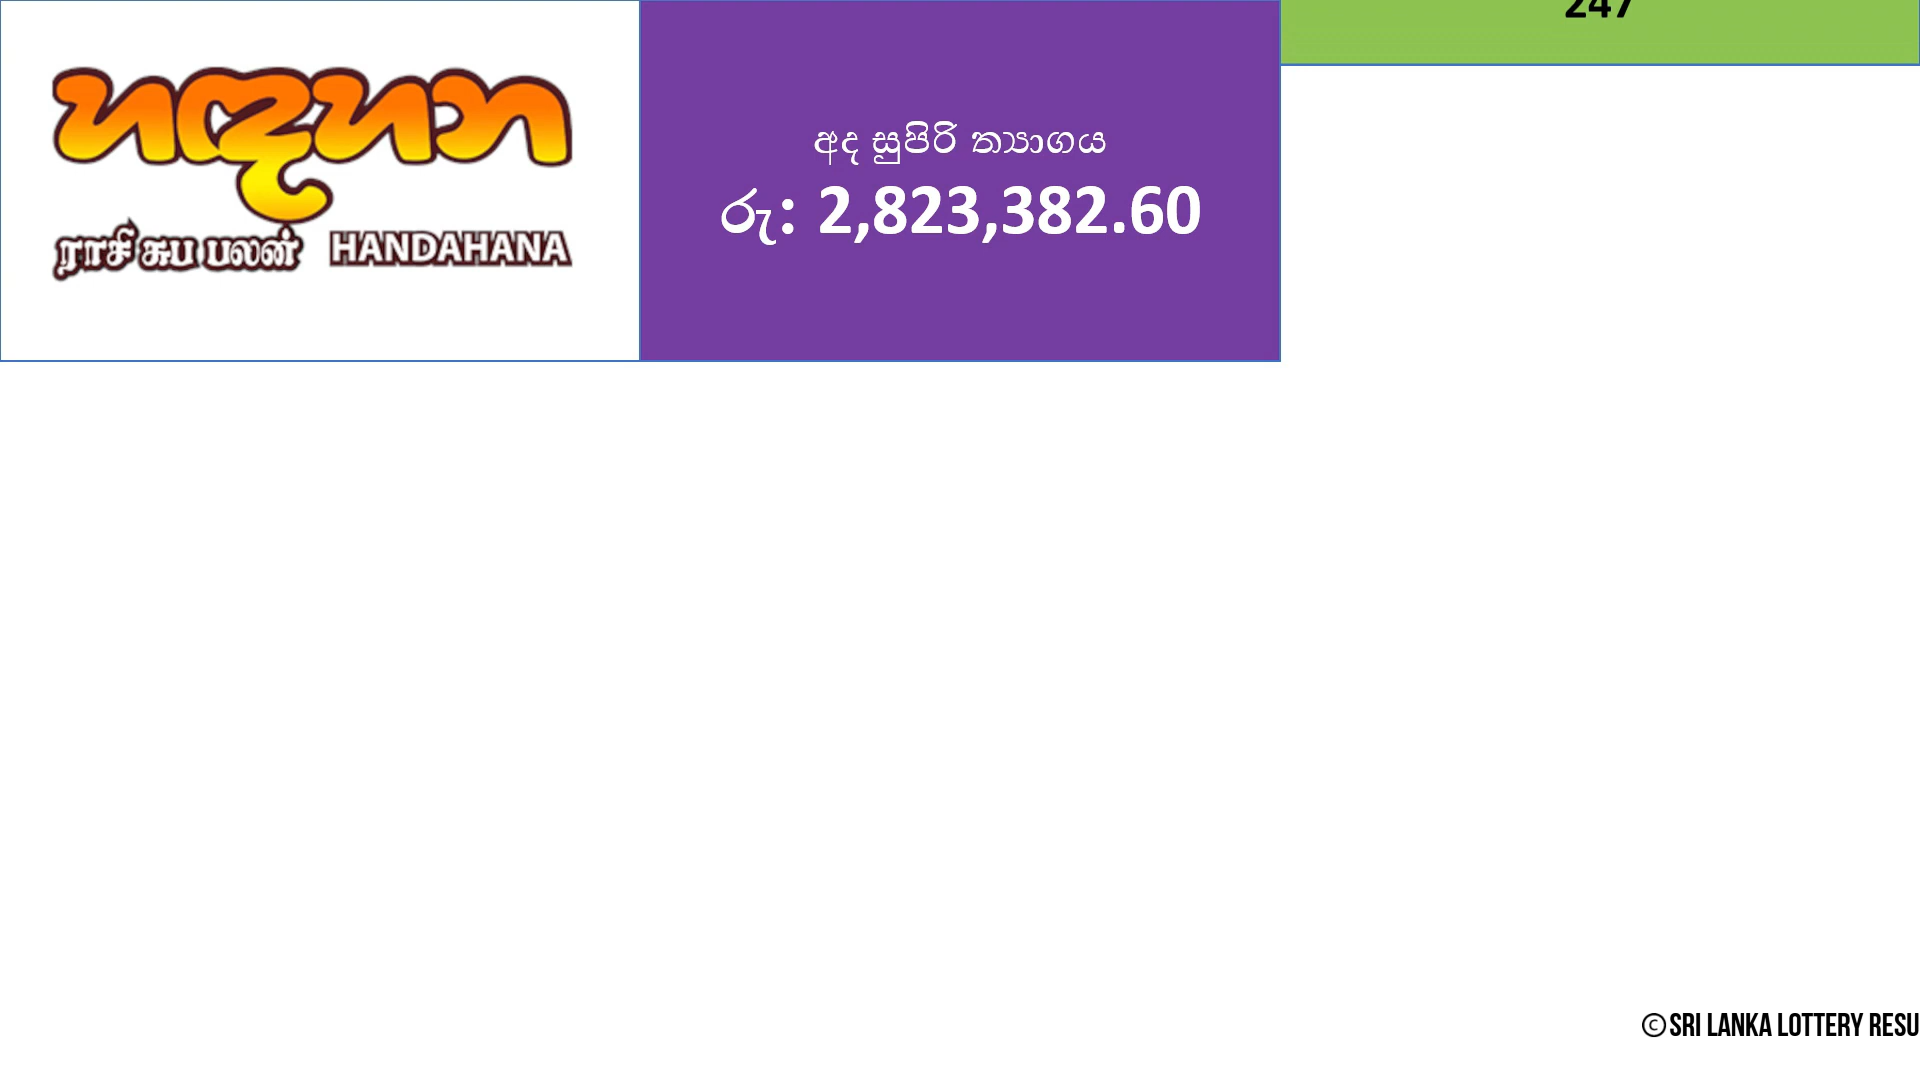 හඳහන
ராசி சுப பலன் HANDAHANA
අද සුපිරි ත්‍යාගය
රු: 2,823,382.60
247
© SRI LANKA LOTTERY RESU